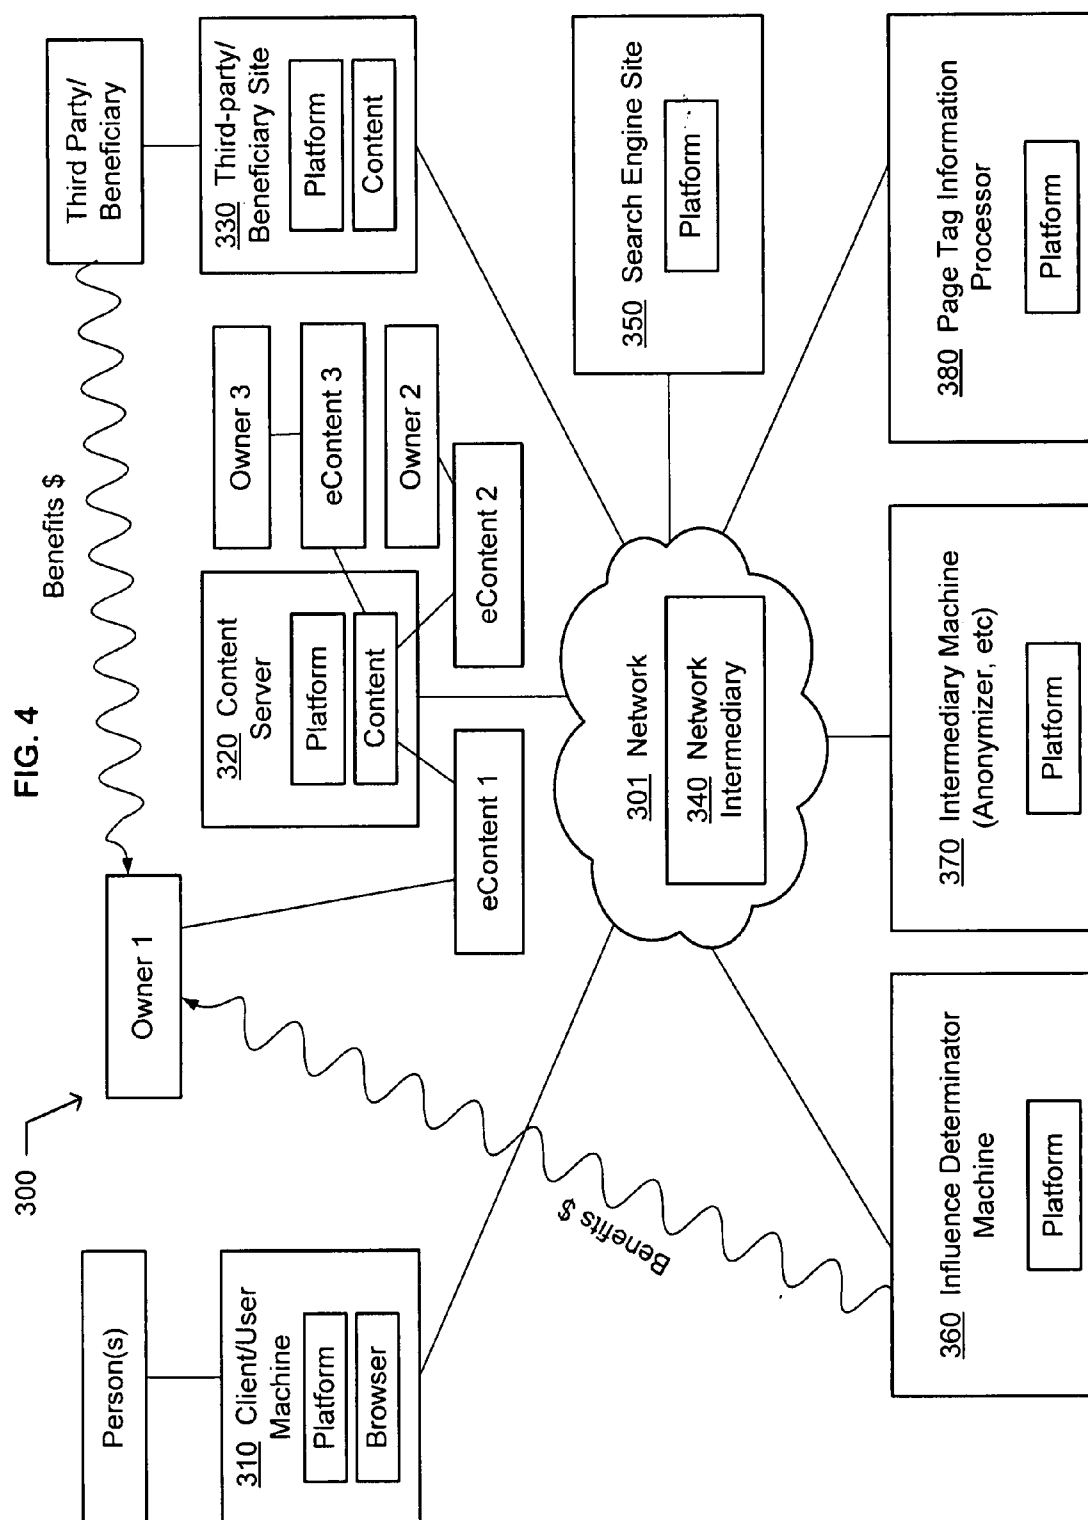 FIG. 4
300
Person(s)
310 Client/User
Machine
Platform
Browser
Owner 1
Benefits $
Third Party/
Beneficiary
320 Content
Server
Platform
Content
eContent 1
eContent 2
Owner 2
eContent 3
Owner 3
330 Third-party/
Beneficiary Site
Platform
Content
301 Network
340 Network
Intermediary
350 Search Engine Site
Platform
Benefits $
360 Influence Determinator
Machine
Platform
370 Intermediary Machine
(Anonymizer, etc)
Platform
380 Page Tag Information
Processor
Platform